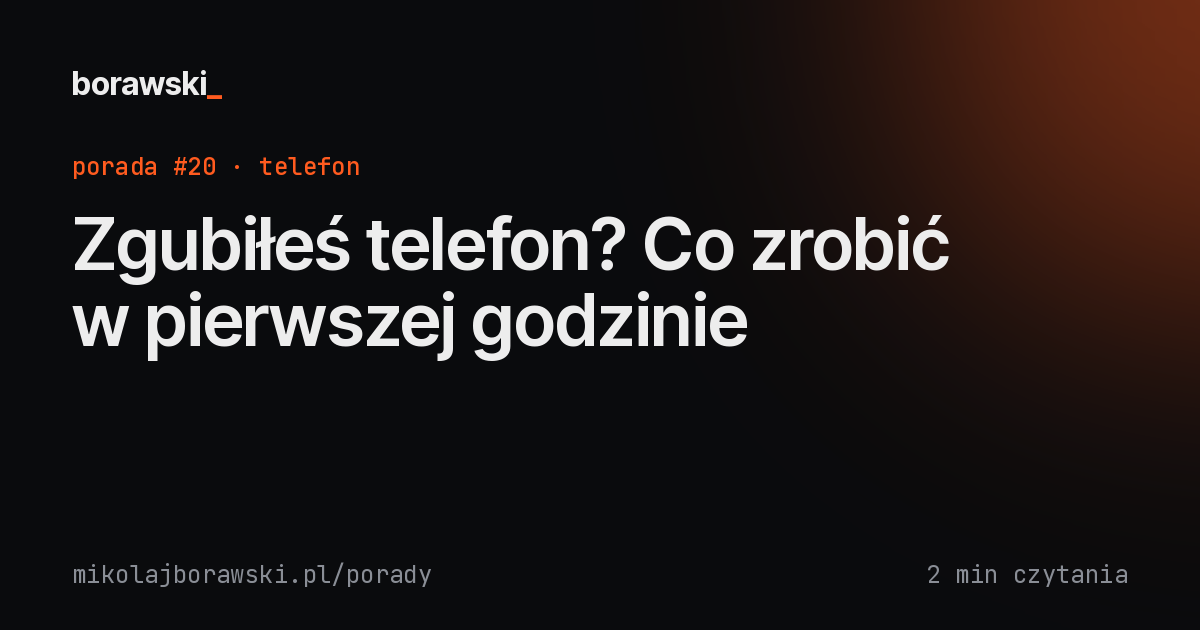 borawski_
porada #20 · telefon
Zgubiłeś telefon? Co zrobić
w pierwszej godzinie
mikolajborawski.pl/porady
2 min czytania